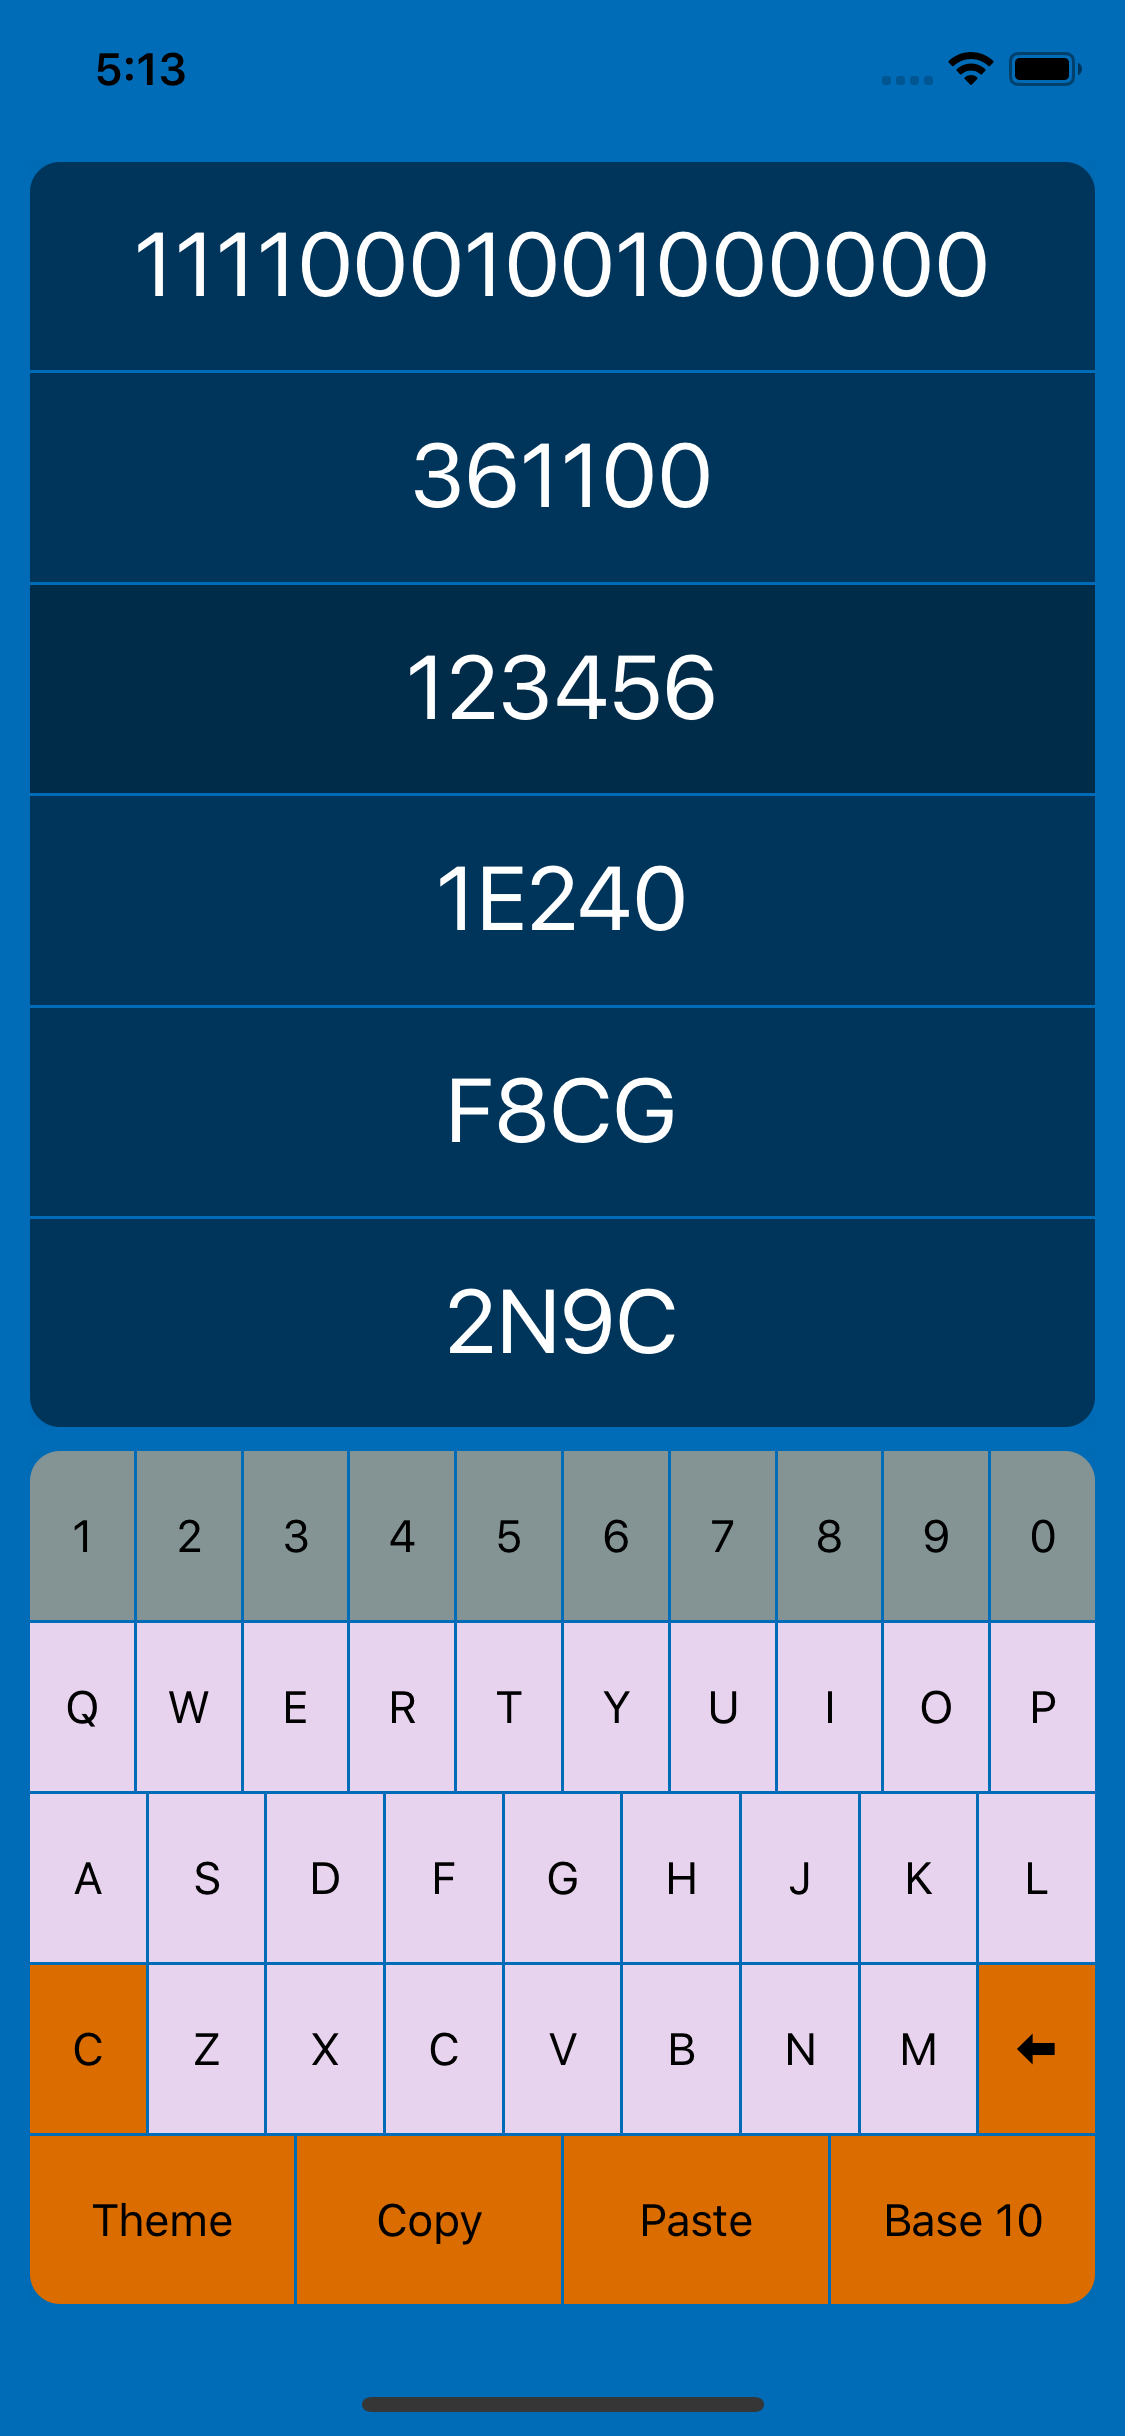 5:13
11110001001000000
361100
123456
1E240
F8CG
2N9C
1 2 3 4 5 6 7 8 9 0
Q W E R T Y U I O P
A S D F G H J K L
C Z X C V B N M
Theme Copy Paste Base 10